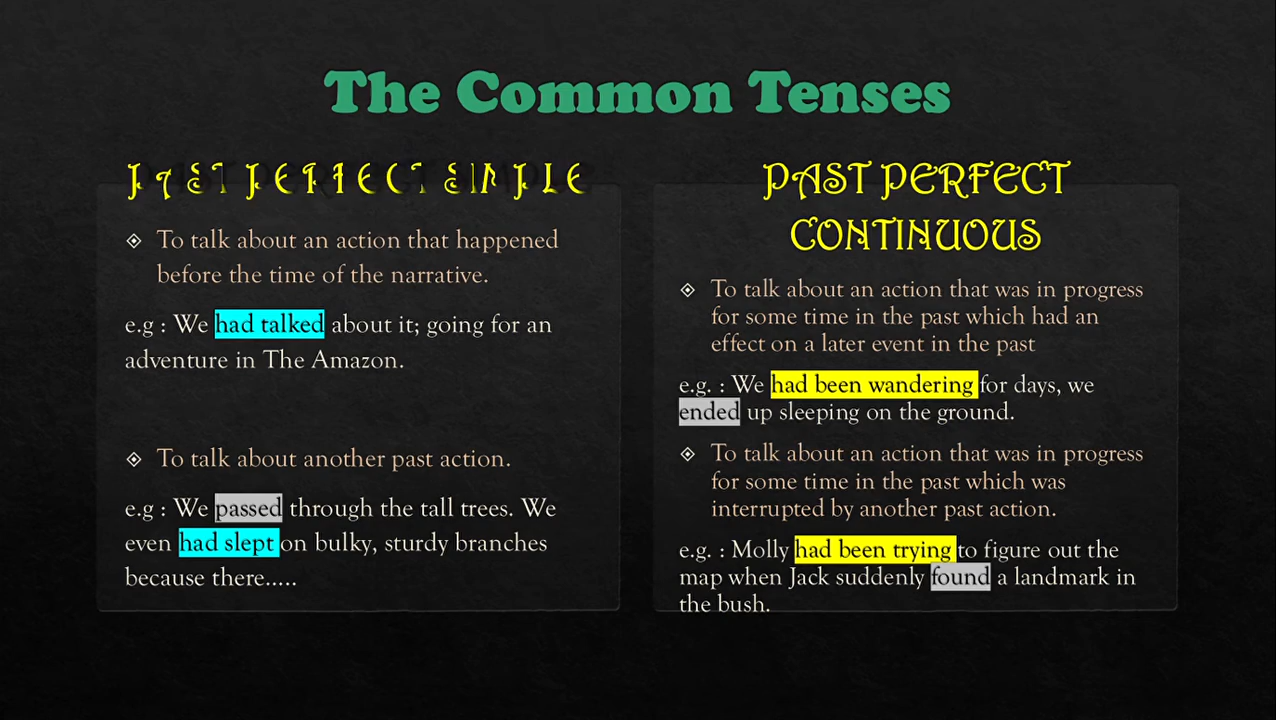 The Common Tenses
PAST PERFECT SIMPLE
To talk about an action that happened
before the time of the narrative.
e.g : We had talked about it; going for an
adventure in The Amazon.
To talk about another past action.
e.g : We passed through the tall trees. We
even had slept on bulky, sturdy branches
because there.....
PAST PERFECT
CONTINUOUS
To talk about an action that was in progress
for some time in the past which had an
effect on a later event in the past
e.g. : We had been wandering for days, we
ended up sleeping on the ground.
To talk about an action that was in progress
for some time in the past which was
interrupted by another past action.
e.g. : Molly had been trying to figure out the
map when Jack suddenly found a landmark in
the bush.